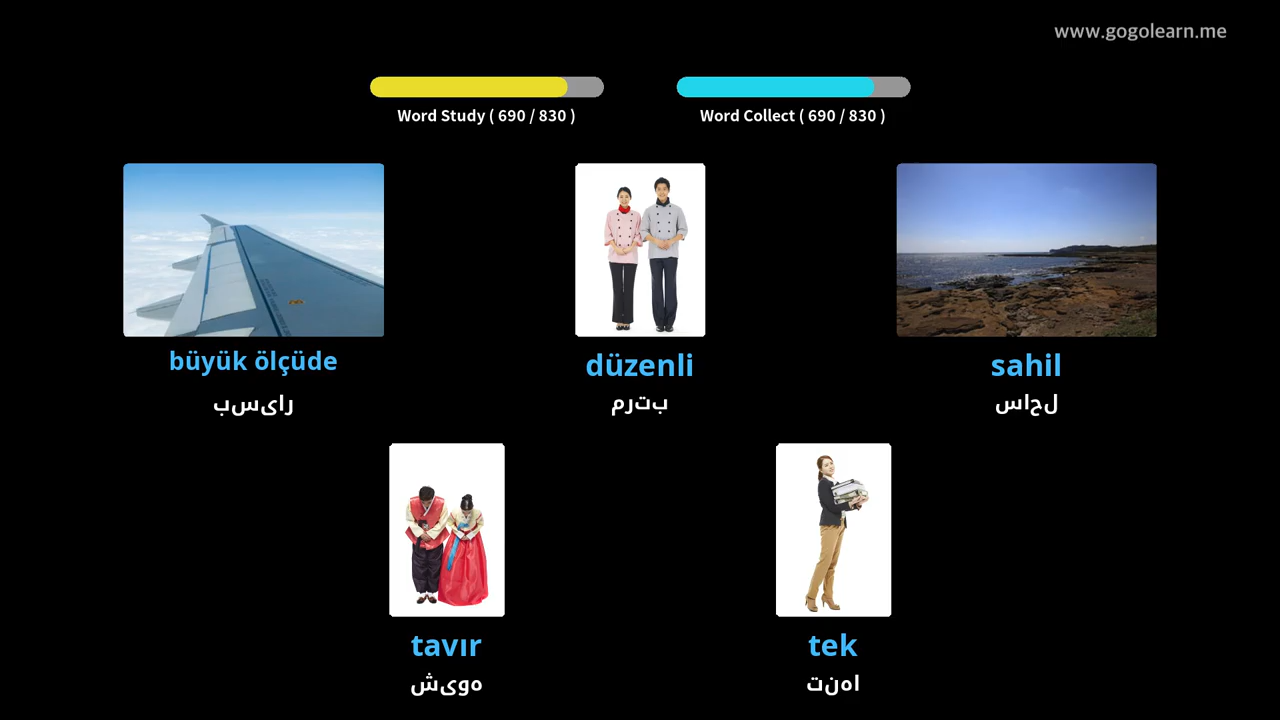 www.gogolearn.me
Word Study ( 690 / 830 )
Word Collect ( 690 / 830 )
büyük ölçüde
رایسب
düzenli
بترم
sahil
لحاس
tavır
هویش
tek
اهنت